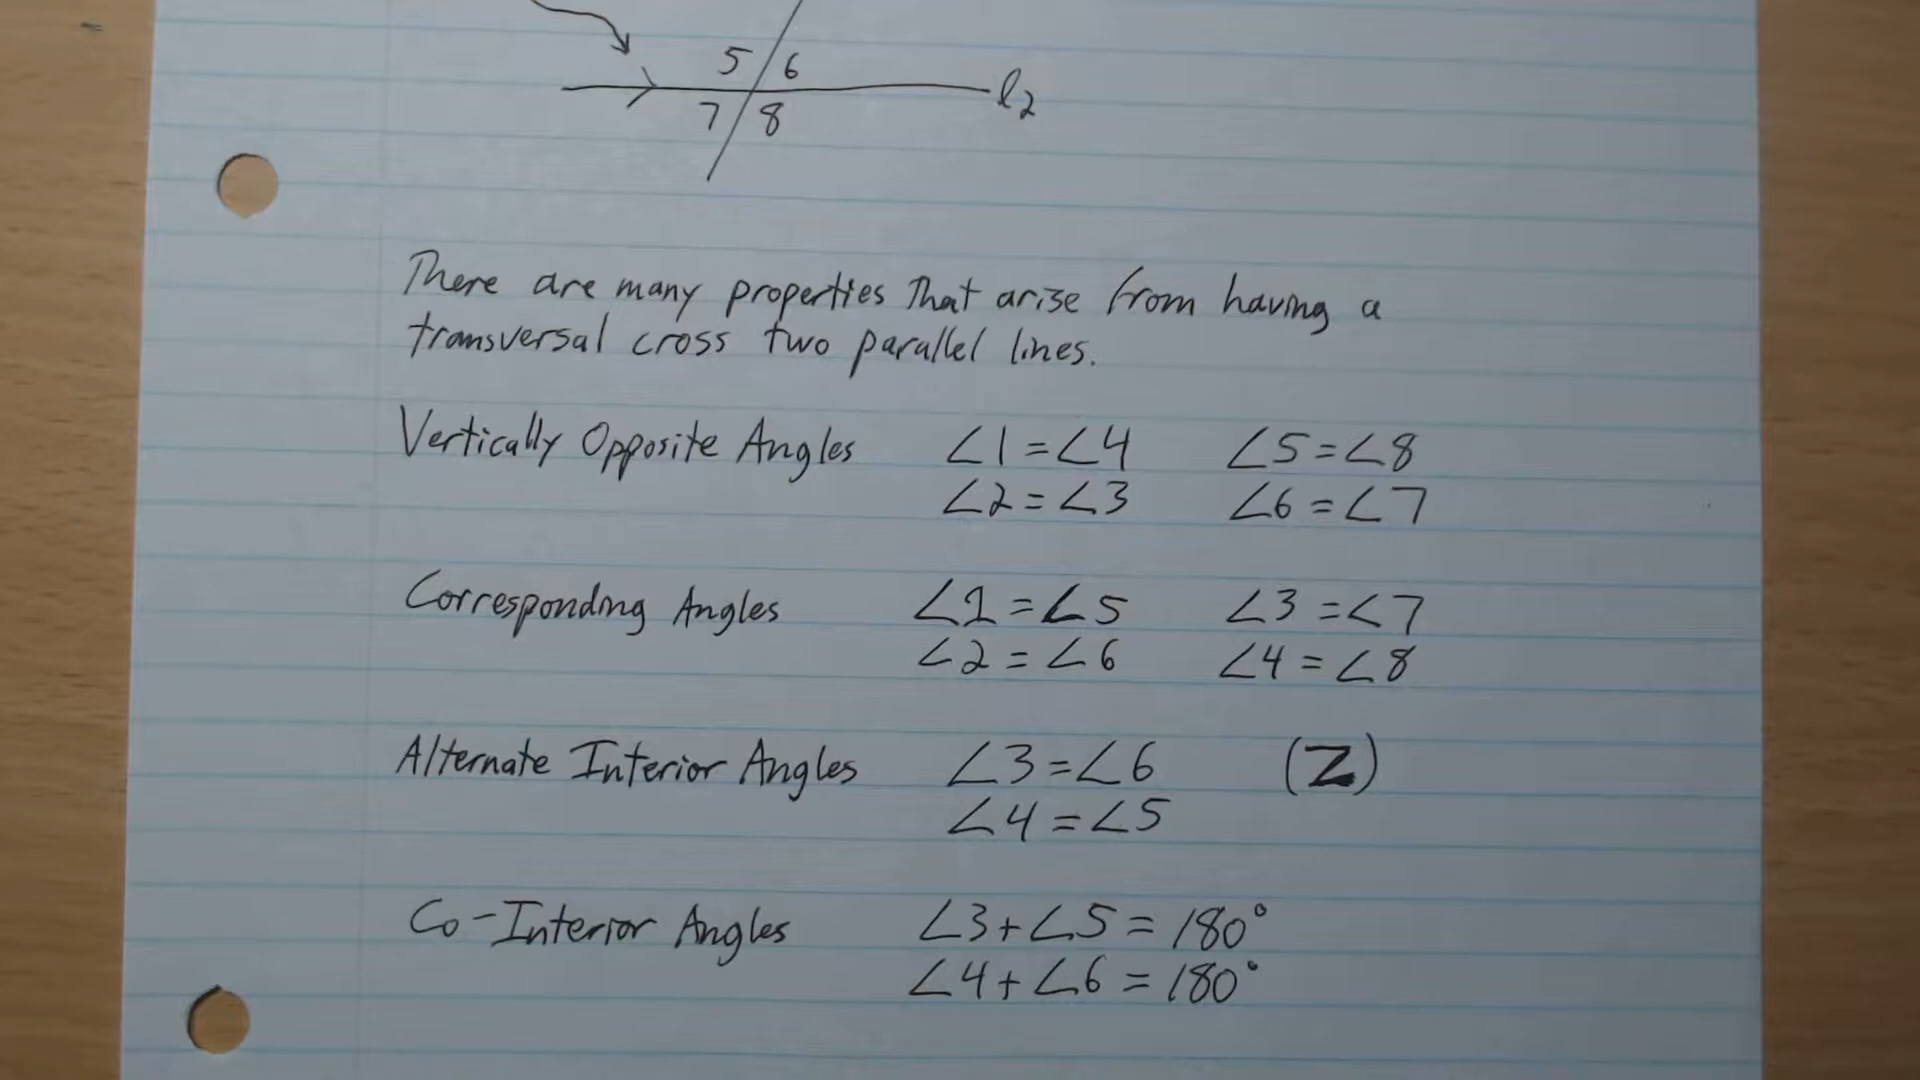 5 6
l2
7 8
There are many properties that arise from having a
transversal cross two parallel lines.
Vertically Opposite Angles ∠1=∠4 ∠5=∠8
∠2=∠3 ∠6=∠7
Corresponding Angles ∠1=∠5 ∠3=∠7
∠2=∠6 ∠4=∠8
Alternate Interior Angles ∠3=∠6 (Z)
∠4=∠5
Co-Interior Angles ∠3+∠5=180°
∠4+∠6=180°